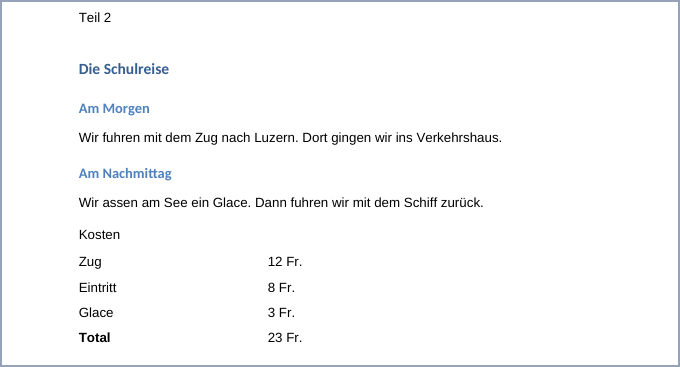 Teil 2
Die Schulreise
Am Morgen
Wir fuhren mit dem Zug nach Luzern. Dort gingen wir ins Verkehrshaus.
Am Nachmittag
Wir assen am See ein Glace. Dann fuhren wir mit dem Schiff zurück.
Kosten
Zug 12 Fr.
Eintritt 8 Fr.
Glace 3 Fr.
Total 23 Fr.